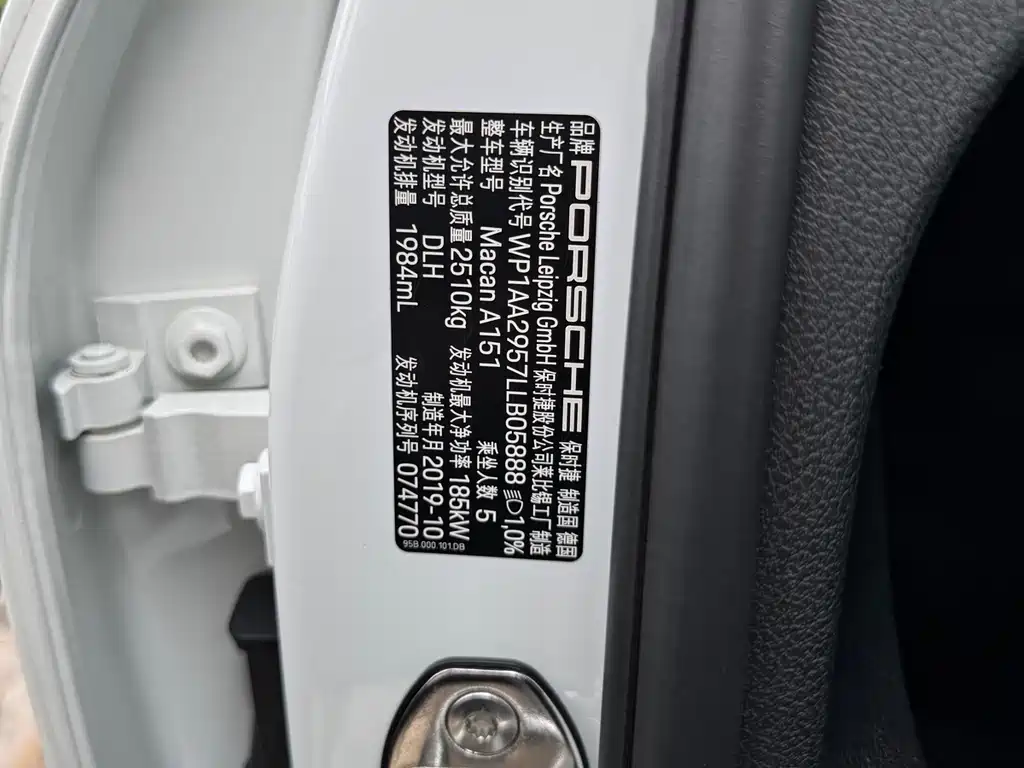 品牌 PORSCHE 保时捷 制造国 德国
生产厂名 Porsche Leipzig GmbH 保时捷股份公司莱比锡工厂制造
车辆识别代号 WP1AA2957LLB05888 1,0%
整车型号 Macan A151 乘坐人数 5
最大允许总质量 2510kg 发动机最大净功率 185kW
发动机型号 DLH 制造年月 2019-10
发动机排量 1984mL 发动机序列号 074770
95B.000.101.DB